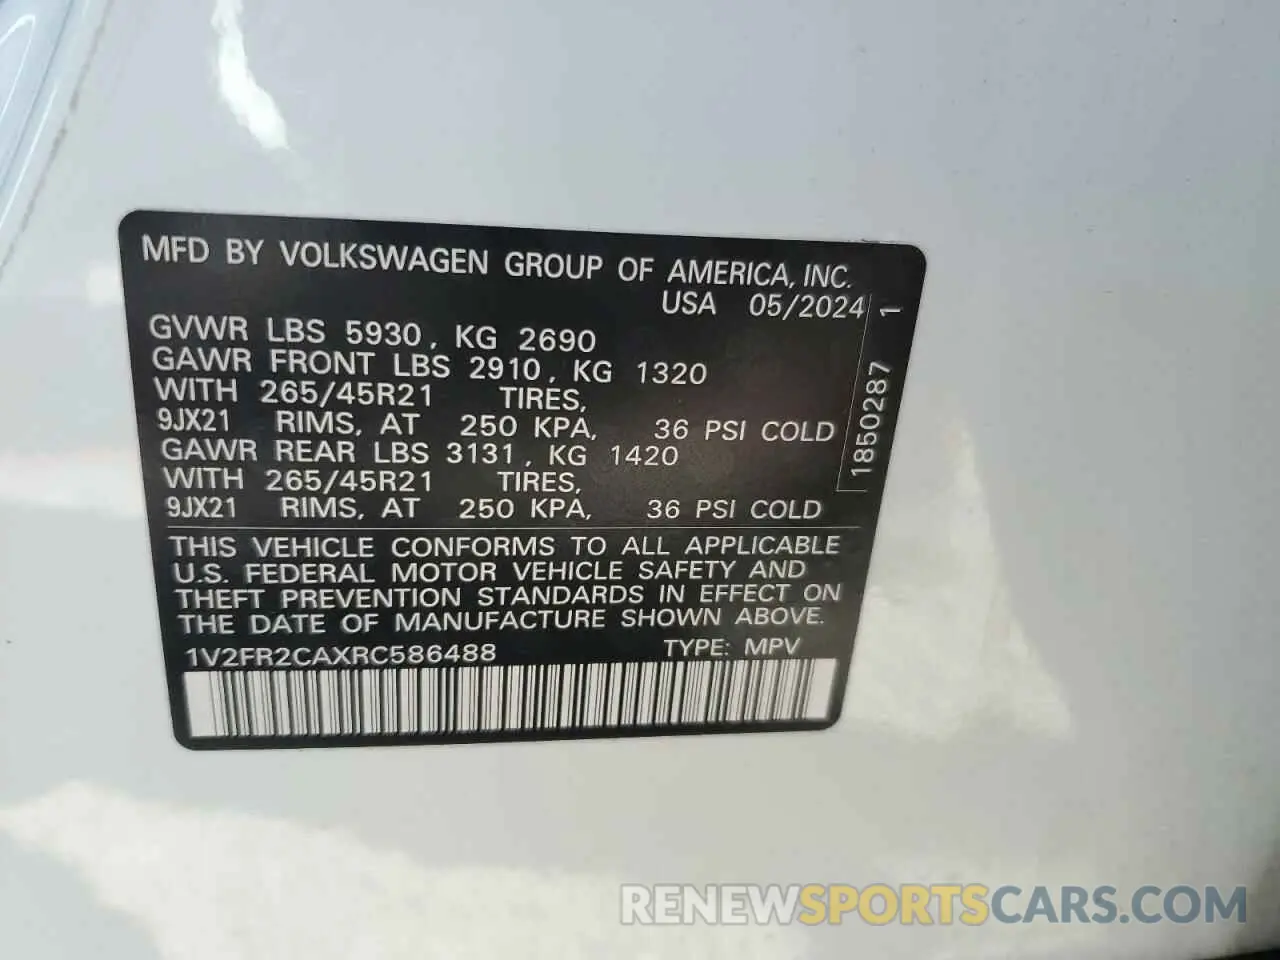 MFD BY VOLKSWAGEN GROUP OF AMERICA, INC.
USA 05/2024
GVWR LBS 5930, KG 2690
GAWR FRONT LBS 2910, KG 1320
WITH 265/45R21 TIRES,
9JX21 RIMS, AT 250 KPA, 36 PSI COLD
GAWR REAR LBS 3131, KG 1420
WITH 265/45R21 TIRES,
9JX21 RIMS, AT 250 KPA, 36 PSI COLD
1850287 1
THIS VEHICLE CONFORMS TO ALL APPLICABLE
U.S. FEDERAL MOTOR VEHICLE SAFETY AND
THEFT PREVENTION STANDARDS IN EFFECT ON
THE DATE OF MANUFACTURE SHOWN ABOVE.
1V2FR2CAXRC586488 TYPE: MPV
RENEWSPORTSCARS.COM